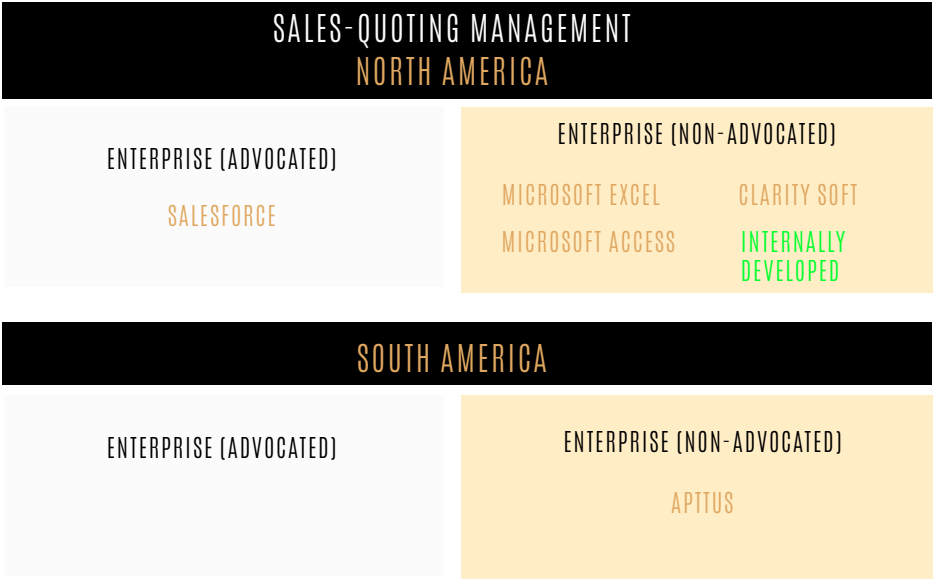 SALES-QUOTING MANAGEMENT
NORTH AMERICA
ENTERPRISE (ADVOCATED)
SALESFORCE
ENTERPRISE (NON-ADVOCATED)
MICROSOFT EXCEL
CLARITY SOFT
MICROSOFT ACCESS
INTERNALLY
DEVELOPED
SOUTH AMERICA
ENTERPRISE (ADVOCATED)
ENTERPRISE (NON-ADVOCATED)
APTTUS